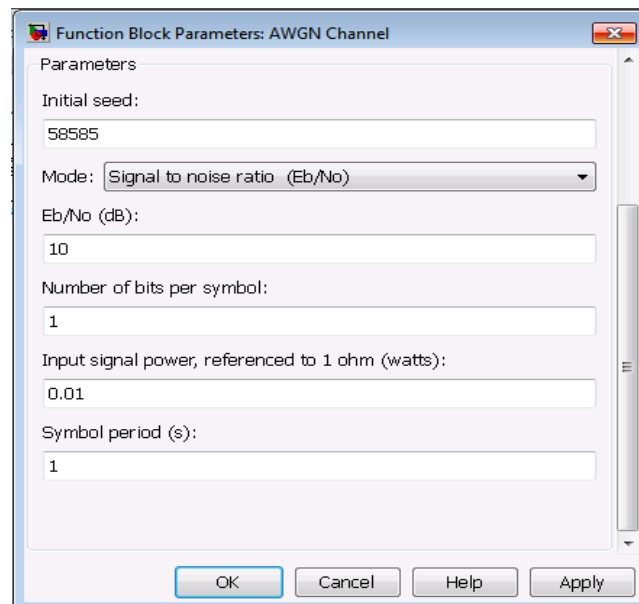 Function Block Parameters: AWGN Channel
Parameters
Initial seed:
58585
Mode: Signal to noise ratio (Eb/No)
Eb/No (dB):
10
Number of bits per symbol:
1
Input signal power, referenced to 1 ohm (watts):
0.01
Symbol period (s):
1
OK Cancel Help Apply